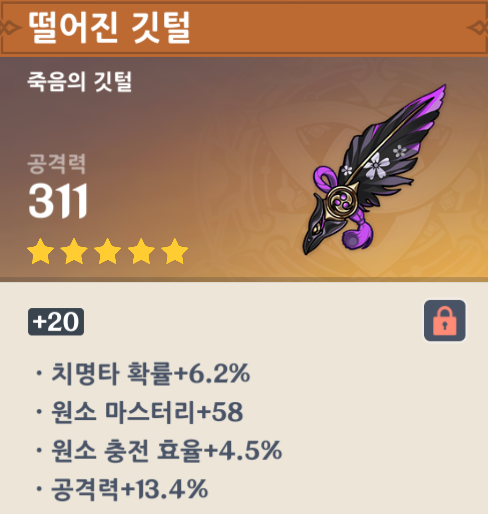 떨어진 깃털
죽음의 깃털
공격력
311
+20
· 치명타 확률+6.2%
· 원소 마스터리+58
· 원소 충전 효율+4.5%
· 공격력+13.4%